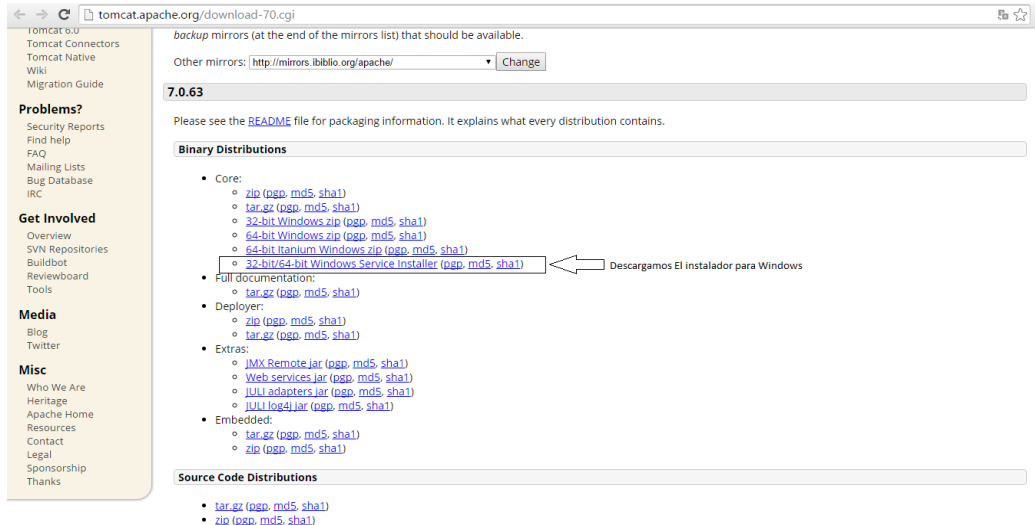 tomcat.apache.org/download-70.cgi
Tomcat 6.0
Tomcat Connectors
Tomcat Native
Wiki
Migration Guide
Problems?
Security Reports
Find help
FAQ
Mailing Lists
Bug Database
IRC
Get Involved
Overview
SVN Repositories
Buildbot
Reviewboard
Tools
Media
Blog
Twitter
Misc
Who We Are
Heritage
Apache Home
Resources
Contact
Legal
Sponsorship
Thanks
backup mirrors (at the end of the mirrors list) that should be available.
Other mirrors: http://mirrors.ibiblio.org/apache/ Change
7.0.63
Please see the README file for packaging information. It explains what every distribution contains.
Binary Distributions
Core:
zip (pgp, md5, sha1)
tar.gz (pgp, md5, sha1)
32-bit Windows zip (pgp, md5, sha1)
64-bit Windows zip (pgp, md5, sha1)
64-bit Itanium Windows zip (pgp, md5, sha1)
32-bit/64-bit Windows Service Installer (pgp, md5, sha1)
Descargamos El instalador para Windows
Full documentation:
tar.gz (pgp, md5, sha1)
Deployer:
zip (pgp, md5, sha1)
tar.gz (pgp, md5, sha1)
Extras:
JMX Remote jar (pgp, md5, sha1)
Web services jar (pgp, md5, sha1)
JULI adapters jar (pgp, md5, sha1)
JULI log4j jar (pgp, md5, sha1)
Embedded:
tar.gz (pgp, md5, sha1)
zip (pgp, md5, sha1)
Source Code Distributions
tar.gz (pgp, md5, sha1)
zip (pgp, md5, sha1)